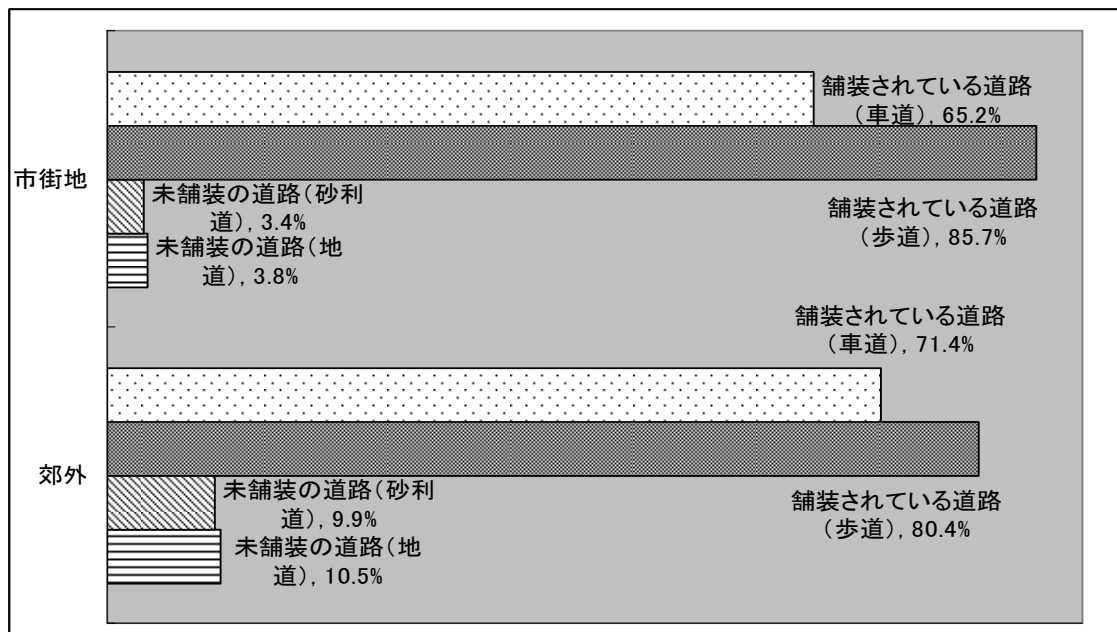 舗装されている道路
（車道）, 65.2%
市街地
未舗装の道路（砂利
道）, 3.4%
舗装されている道路
（歩道）, 85.7%
未舗装の道路（地
道）, 3.8%
舗装されている道路
（車道）, 71.4%
郊外
未舗装の道路（砂利
道）, 9.9%
舗装されている道路
（歩道）, 80.4%
未舗装の道路（地
道）, 10.5%